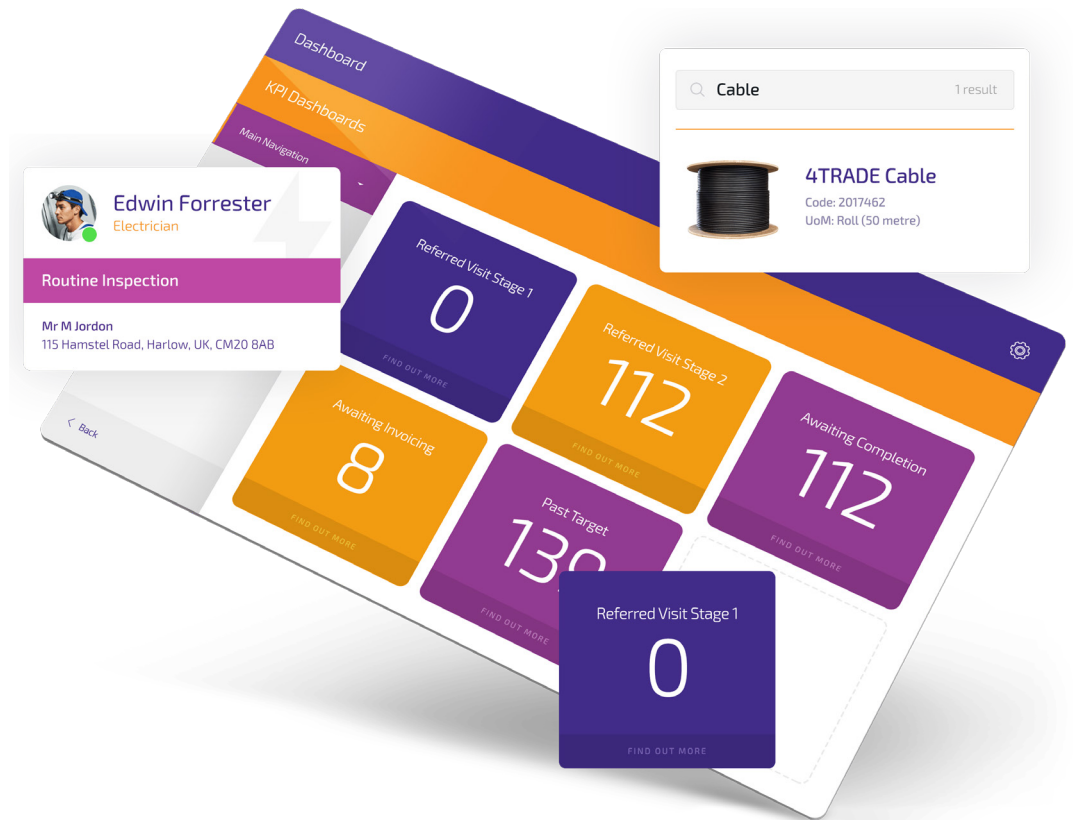 Dashboard
KPI Dashboards
Main Navigation
Cable
1 result
4TRADE Cable
Code: 2017462
UoM: Roll (50 metre)
Edwin Forrester
Electrician
Routine Inspection
Mr M Jordon
115 Hamstel Road, Harlow, UK, CM20 8AB
Back
Referred Visit Stage 1
0
FIND OUT MORE
Referred Visit Stage 2
112
FIND OUT MORE
Awaiting Completion
112
FIND OUT MORE
Awaiting Invoicing
8
FIND OUT MORE
Past Target
139
FIND OUT MORE
Referred Visit Stage 1
0
FIND OUT MORE